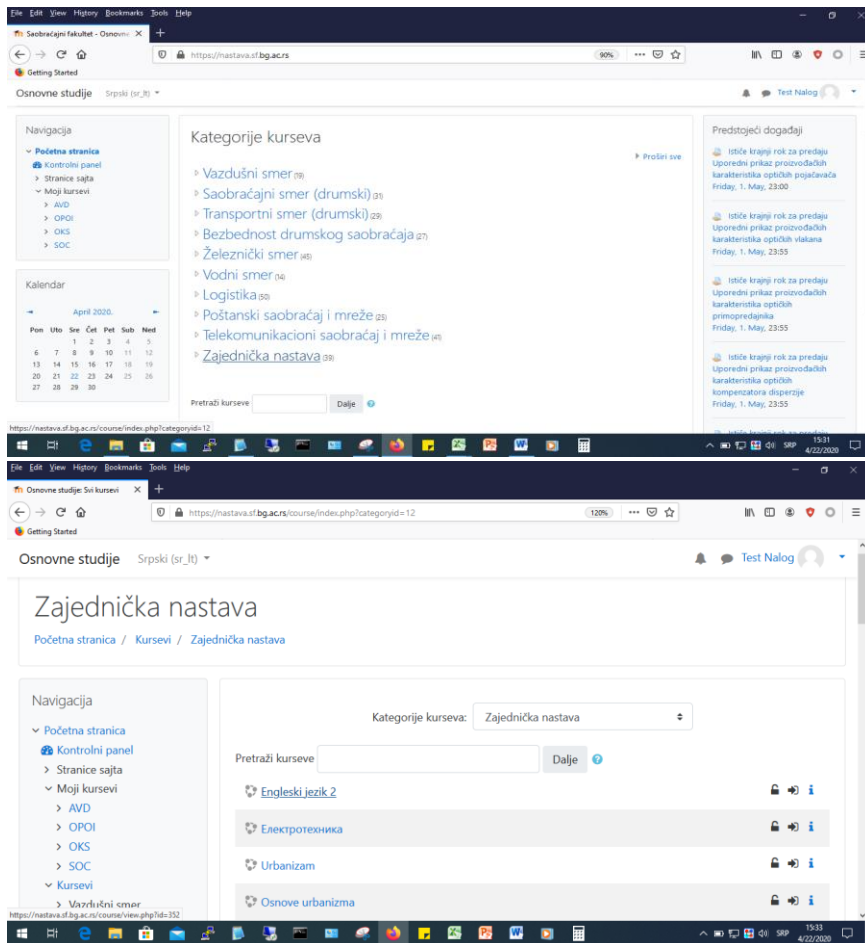 File Edit View History Bookmarks Tools Help
Saobraćajni fakultet - Osnovne
https://nastava.sf.bg.ac.rs
90%
Getting Started
Osnovne studije Srpski (sr_lt)
Test Nalog
Navigacija
Početna stranica
Kontrolni panel
Stranice sajta
Moji kursevi
AVD
OPOI
OKS
SOC
Kalendar
April 2020.
Pon Uto Sre Čet Pet Sub Ned
1 2 3 4 5
6 7 8 9 10 11 12
13 14 15 16 17 18 19
20 21 22 23 24 25 26
27 28 29 30
Kategorije kurseva
Proširi sve
Vazdušni smer (19)
Saobraćajni smer (drumski) (31)
Transportni smer (drumski) (29)
Bezbednost drumskog saobraćaja (27)
Železnički smer (45)
Vodni smer (14)
Logistika (50)
Poštanski saobraćaj i mreže (25)
Telekomunikacioni saobraćaj i mreže (41)
Zajednička nastava (39)
Pretraži kurseve Dalje
Predstojeći događaji
Ističe krajnji rok za predaju
Uporedni prikaz proizvođačkih
karakteristika optičkih pojačavača
Friday, 1. May, 23:00
Ističe krajnji rok za predaju
Uporedni prikaz proizvođačkih
karakteristika optičkih vlakana
Friday, 1. May, 23:55
Ističe krajnji rok za predaju
Uporedni prikaz proizvođačkih
karakteristika optičkih
primopredajnika
Friday, 1. May, 23:55
Ističe krajnji rok za predaju
Uporedni prikaz proizvođačkih
karakteristika optičkih
kompenzatora disperzije
Friday, 1. May, 23:55
https://nastava.sf.bg.ac.rs/course/index.php?categoryid=12
SRP
15:31
4/22/2020
File Edit View History Bookmarks Tools Help
Osnovne studije: Svi kursevi
https://nastava.sf.bg.ac.rs/course/index.php?categoryid=12
120%
Getting Started
Osnovne studije Srpski (sr_lt)
Test Nalog
Zajednička nastava
Početna stranica / Kursevi / Zajednička nastava
Navigacija
Početna stranica
Kontrolni panel
Stranice sajta
Moji kursevi
AVD
OPOI
OKS
SOC
Kursevi
Vazdušni smer
Kategorije kurseva: Zajednička nastava
Pretraži kurseve Dalje
Engleski jezik 2
Електротехника
Urbanizam
Osnove urbanizma
https://nastava.sf.bg.ac.rs/course/view.php?id=352
SRP
15:33
4/22/2020